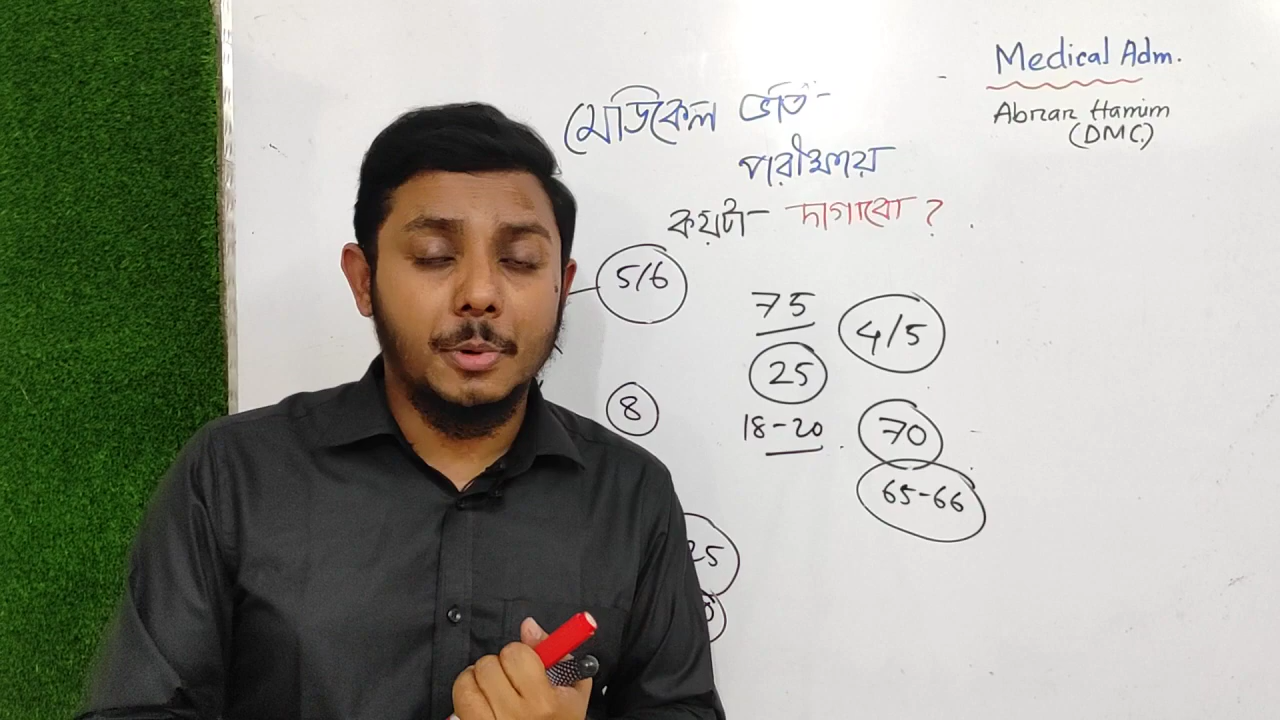 Medical Adm.
Abrar Hamim
(DMC)
মেডিকেল ভর্তি-
পরীক্ষায়
কয়টা- দাগাবো ?
5/6
75
4/5
25
8
18-20
70
65-66
25